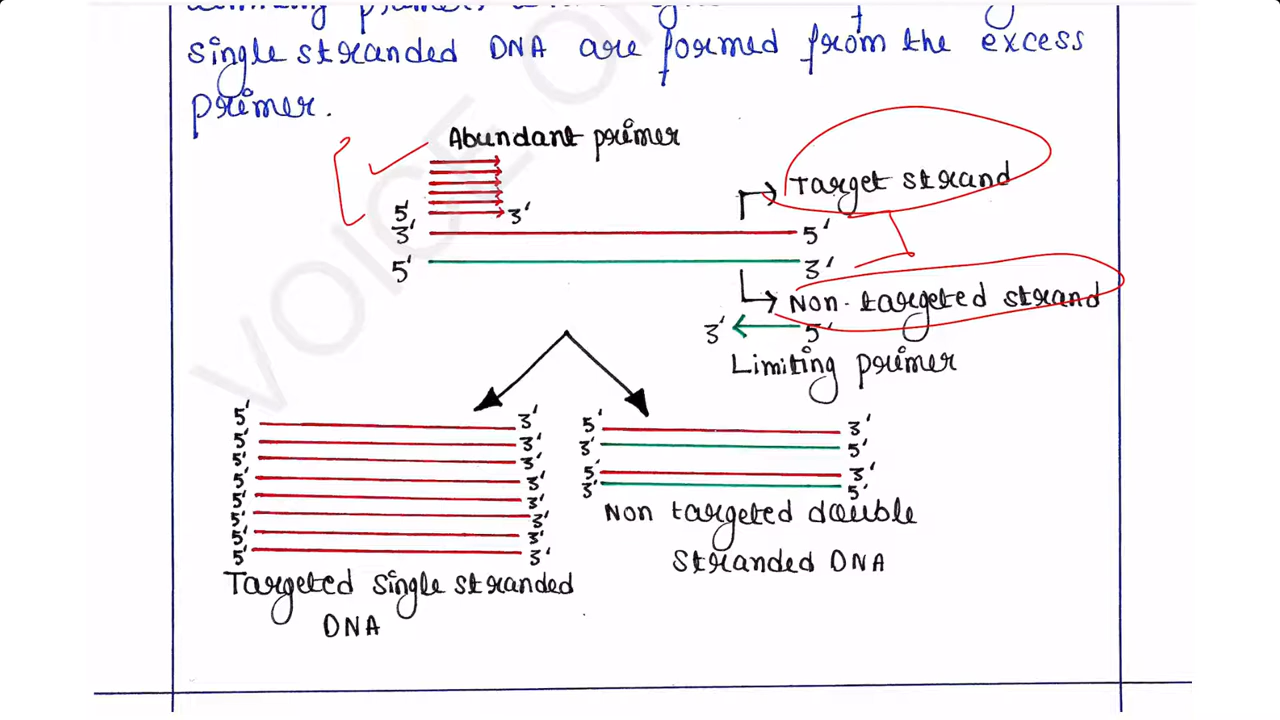 single stranded DNA are formed from the excess
primer.
Abundant primer
Target strand
5' 3'
3' 5'
5' 3'
Non-targeted strand
3' 5'
Limiting primer
5' 3' 5' 3'
5' 3' 3' 5'
5' 3' 5' 3'
5' 3' 3' 5'
5' 3'
5' 3'
5' 3'
5' 3'
Non targeted double
stranded DNA
Targeted single stranded
DNA
VOICE O